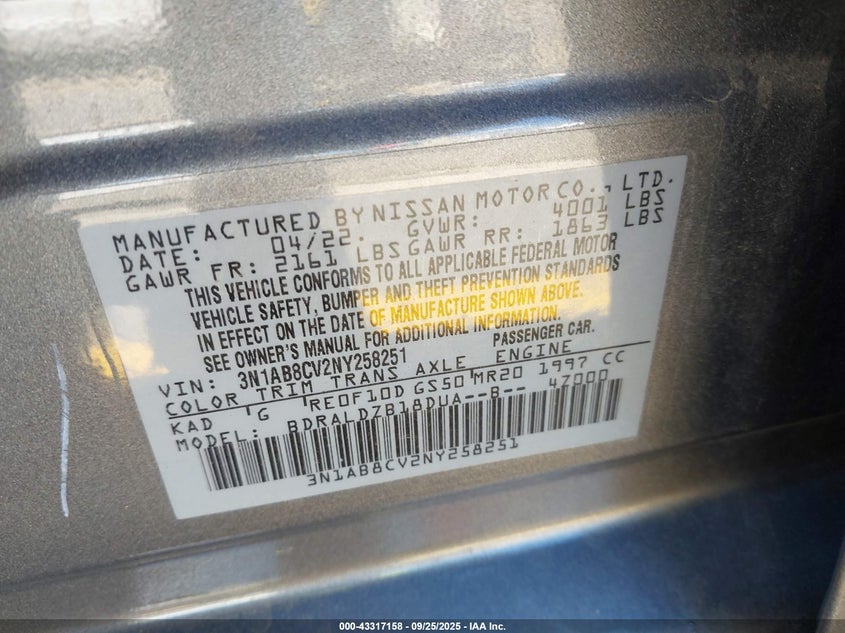 MANUFACTURED BY NISSAN MOTOR CO., LTD.
DATE: 04/22. GVWR: 4001 LBS
GAWR FR: 2161 LBS GAWR RR: 1863 LBS
THIS VEHICLE CONFORMS TO ALL APPLICABLE FEDERAL MOTOR
VEHICLE SAFETY, BUMPER AND THEFT PREVENTION STANDARDS
IN EFFECT ON THE DATE OF MANUFACTURE SHOWN ABOVE.
SEE OWNER'S MANUAL FOR ADDITIONAL INFORMATION.
VIN: 3N1AB8CV2NY258251 PASSENGER CAR.
COLOR TRIM TRANS AXLE ENGINE
KAD G RE0F10D GS50 MR20 1997 CC
MODEL: BDRALDZB18DUA--B-- 4Z000
3N1AB8CV2NY258251
000-43317158 - 09/25/2025 - IAA Inc.